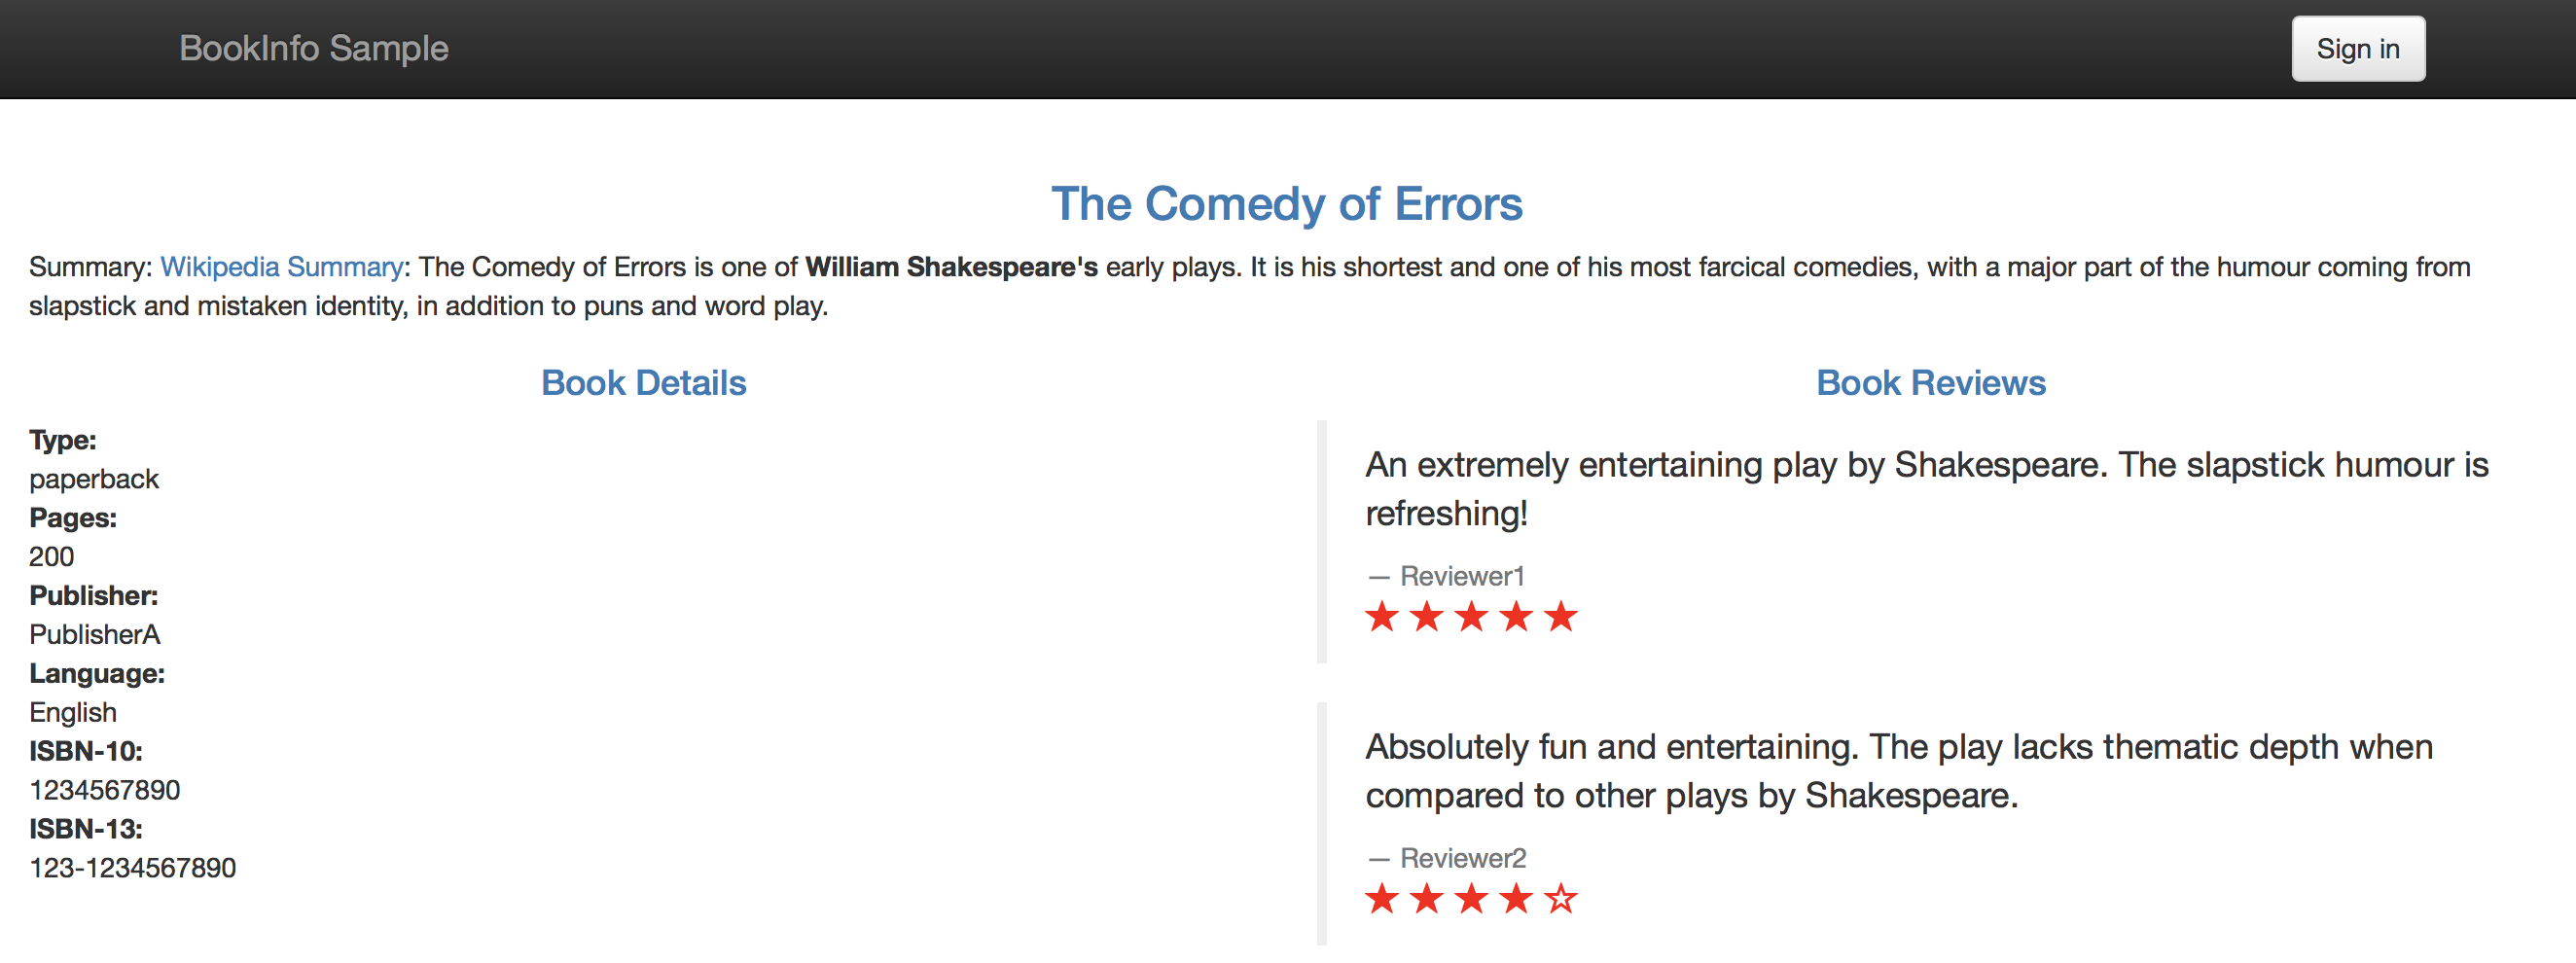 BookInfo Sample
Sign in
The Comedy of Errors
Summary: Wikipedia Summary: The Comedy of Errors is one of William Shakespeare's early plays. It is his shortest and one of his most farcical comedies, with a major part of the humour coming from
slapstick and mistaken identity, in addition to puns and word play.
Book Details
Type:
paperback
Pages:
200
Publisher:
PublisherA
Language:
English
ISBN-10:
1234567890
ISBN-13:
123-1234567890
Book Reviews
An extremely entertaining play by Shakespeare. The slapstick humour is
refreshing!
— Reviewer1
Absolutely fun and entertaining. The play lacks thematic depth when
compared to other plays by Shakespeare.
— Reviewer2